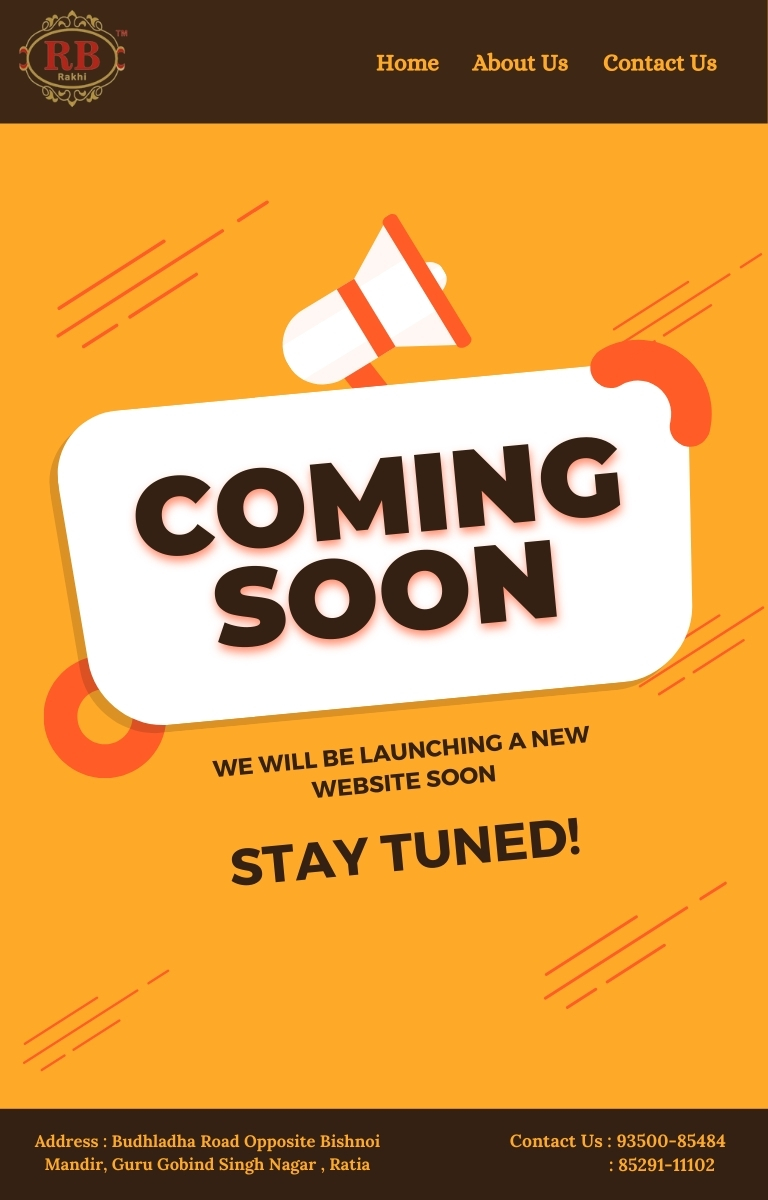 RB
TM
Rakhi
Home About Us Contact Us
COMING
SOON
WE WILL BE LAUNCHING A NEW
WEBSITE SOON
STAY TUNED!
Address : Budhladha Road Opposite Bishnoi
Mandir, Guru Gobind Singh Nagar , Ratia
Contact Us : 93500-85484
: 85291-11102